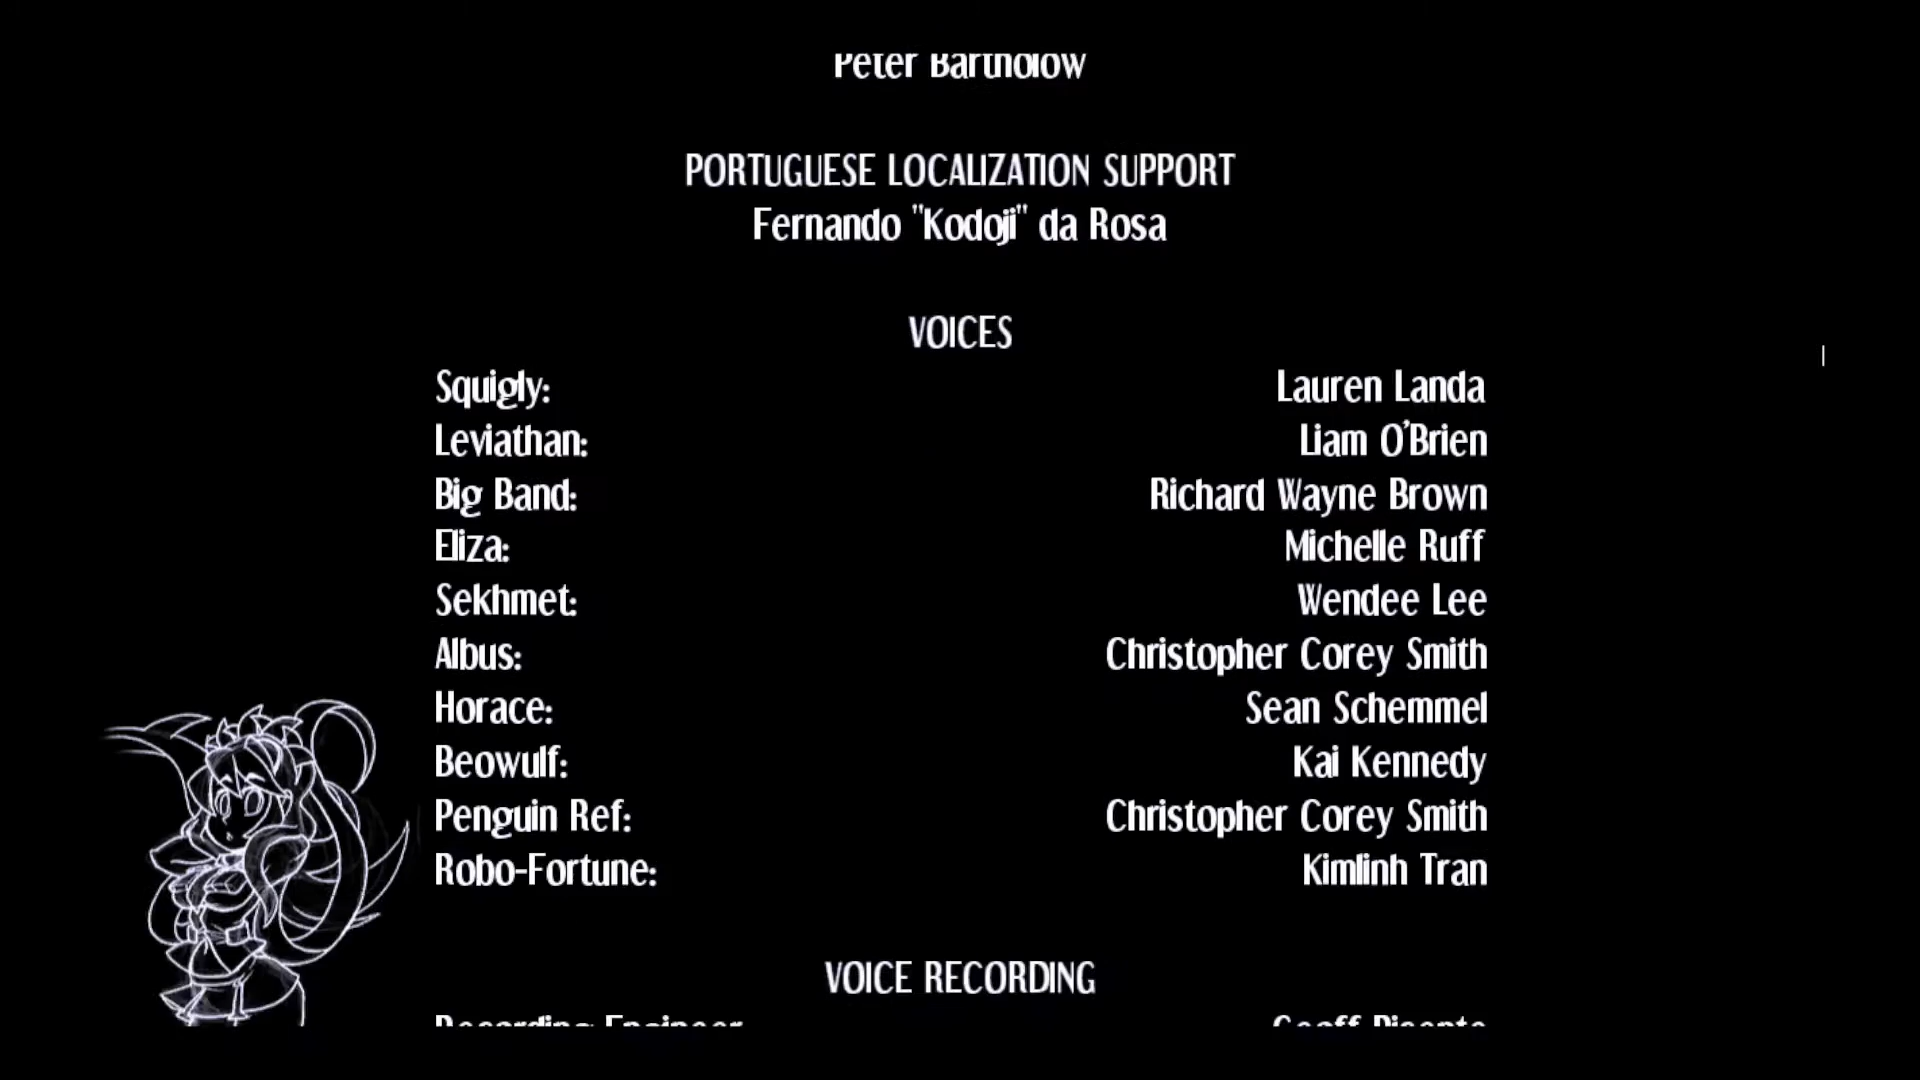 Peter Bartholow
PORTUGUESE LOCALIZATION SUPPORT
Fernando "Kodoji" da Rosa
VOICES
Squigly: Lauren Landa
Leviathan: Liam O'Brien
Big Band: Richard Wayne Brown
Eliza: Michelle Ruff
Sekhmet: Wendee Lee
Albus: Christopher Corey Smith
Horace: Sean Schemmel
Beowulf: Kai Kennedy
Penguin Ref: Christopher Corey Smith
Robo-Fortune: Kimlinh Tran
VOICE RECORDING
Recording Engineer